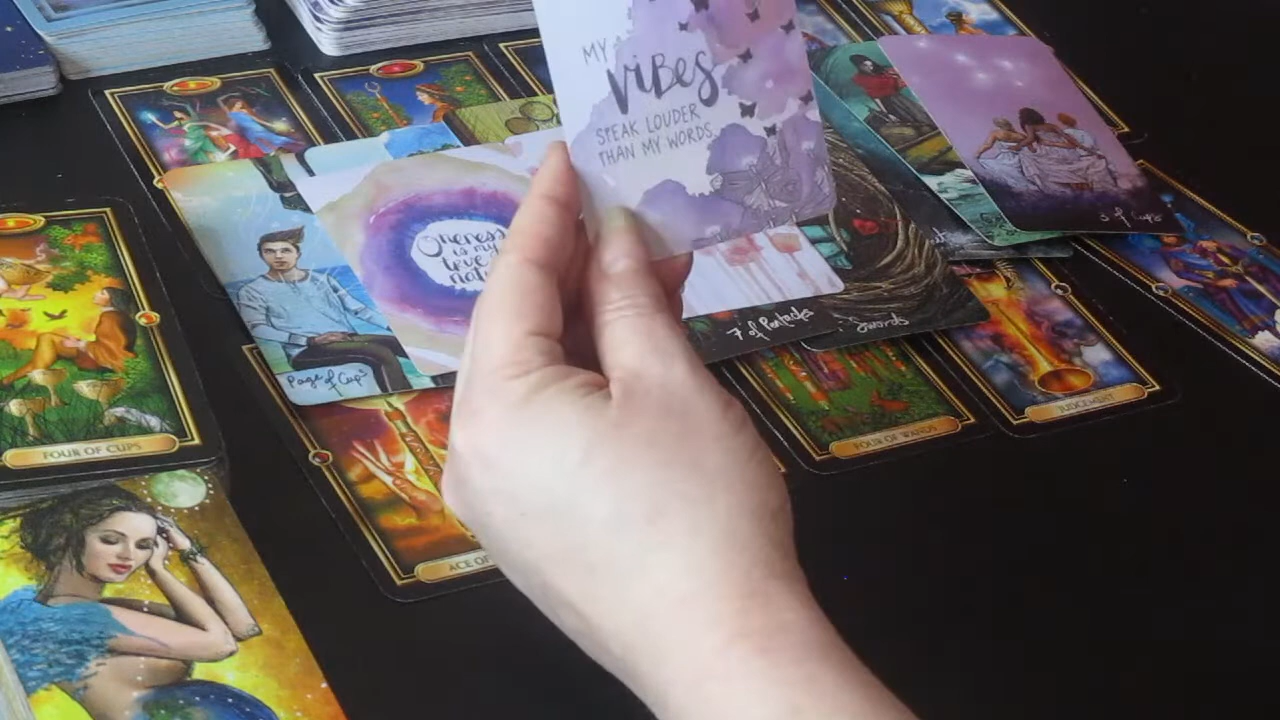 MY
VIBES
SPEAK LOUDER
THAN MY WORDS
Oneness
is my
true
Page of Cups
7 of Pentacles
Swords
3 of Cups
FOUR OF CUPS
FOUR OF WANDS
JUDGEMENT
ACE OF